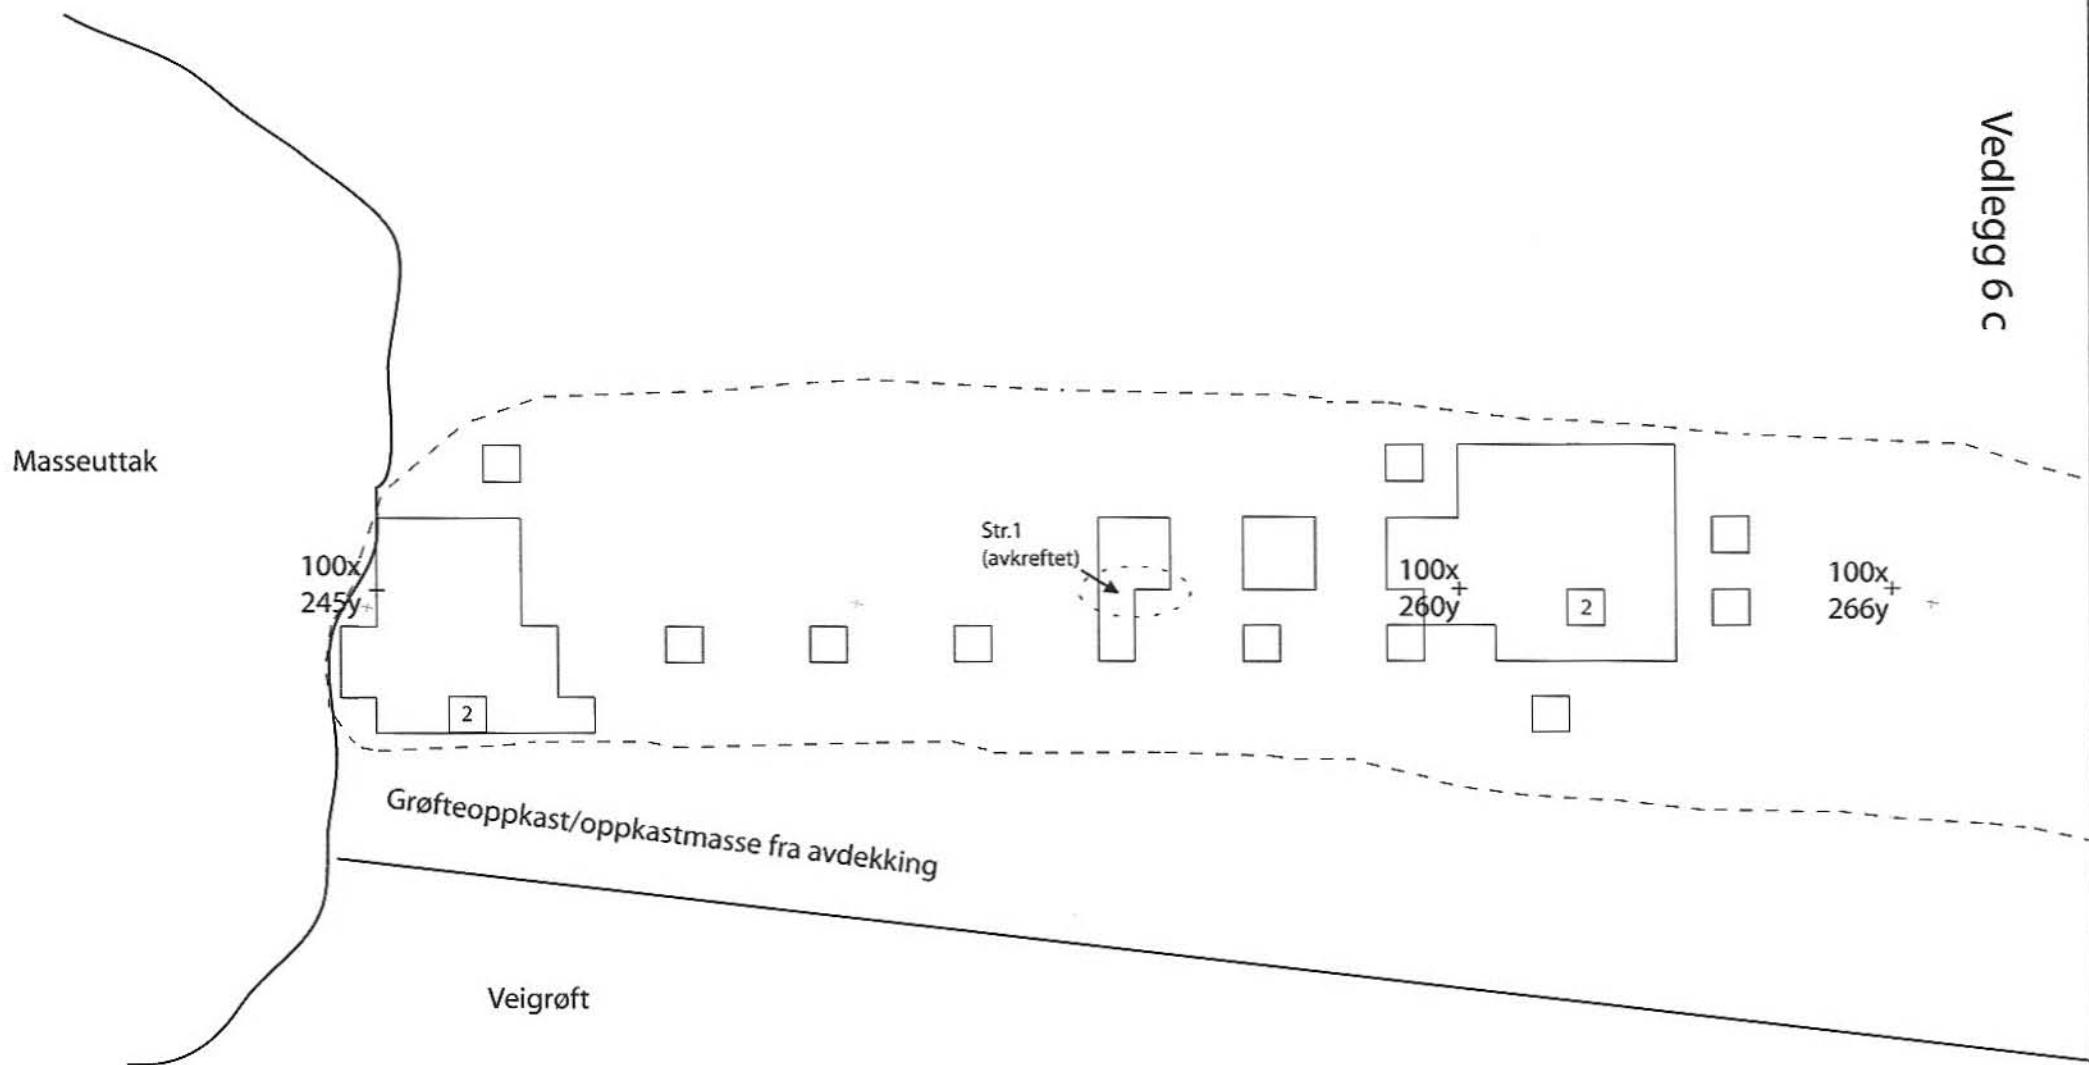 Vedlegg 6 c
Masseuttak
Str.1
(avkreftet)
100x
245y
100x
260y
100x
266y
2
2
Grøfteoppkast/oppkastmasse fra avdekking
Veigrøft